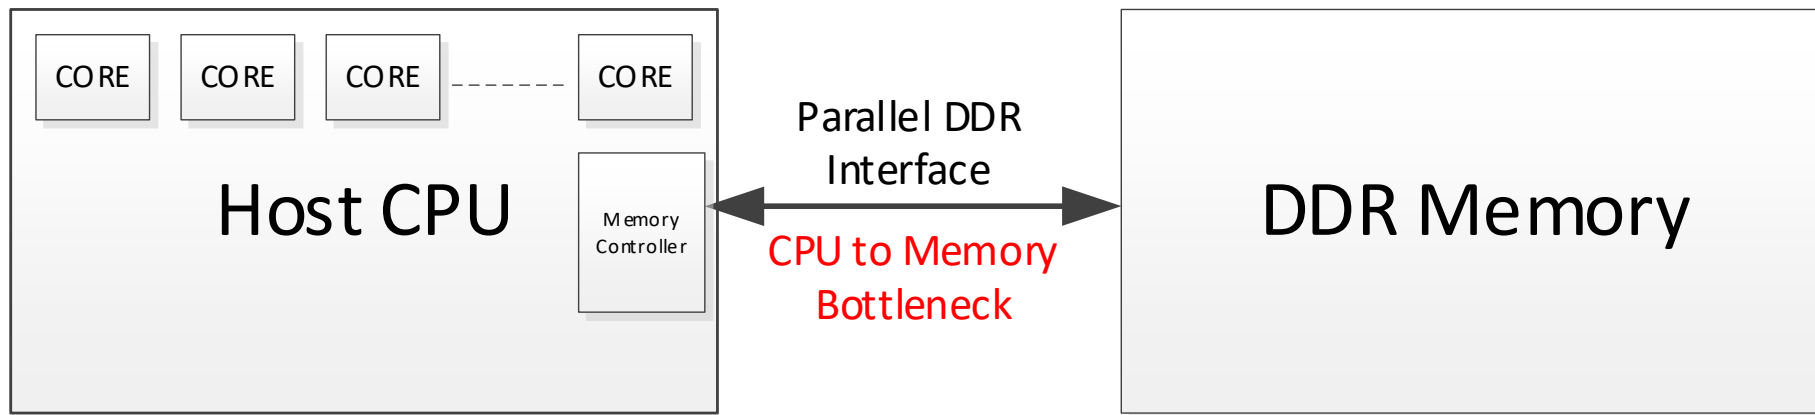 CORE CORE CORE CORE
Host CPU
Memory
Controller
Parallel DDR
Interface
CPU to Memory
Bottleneck
DDR Memory